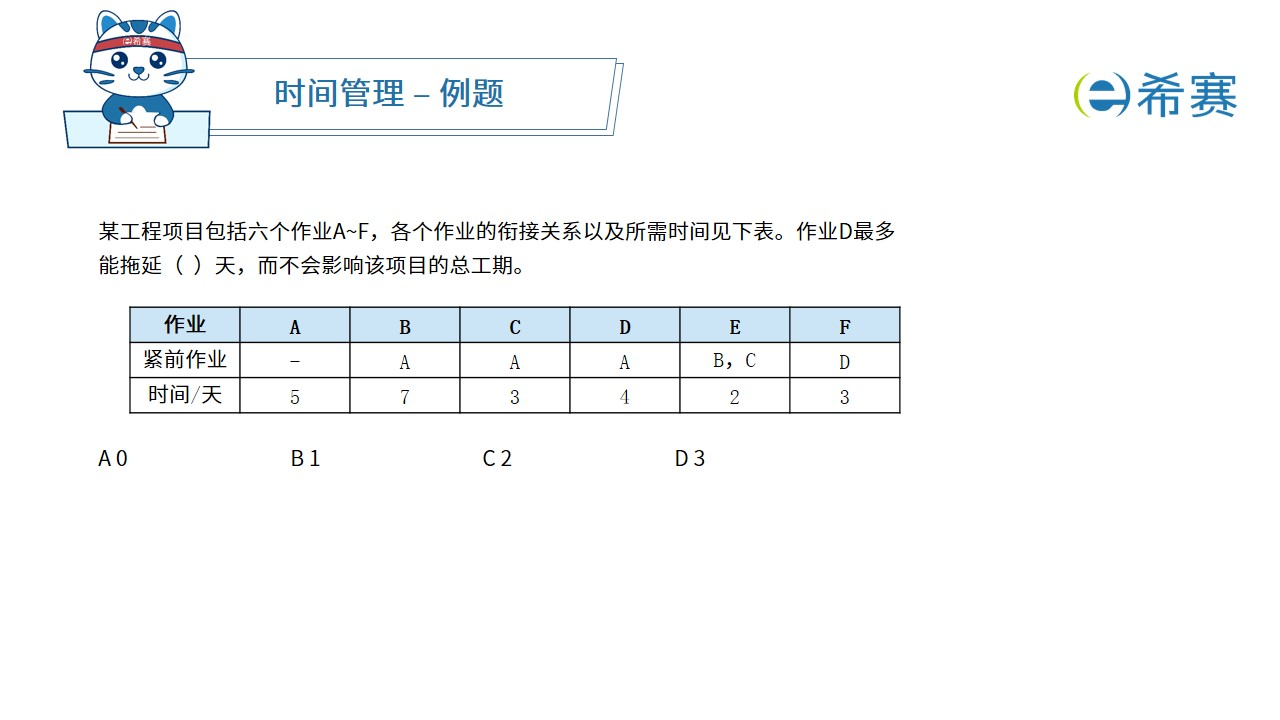 希赛
时间管理 – 例题
希赛
某工程项目包括六个作业A~F，各个作业的衔接关系以及所需时间见下表。作业D最多
能拖延（ ）天，而不会影响该项目的总工期。
作业 A B C D E F
紧前作业 － A A A B，C D
时间/天 5 7 3 4 2 3
A 0 B 1 C 2 D 3